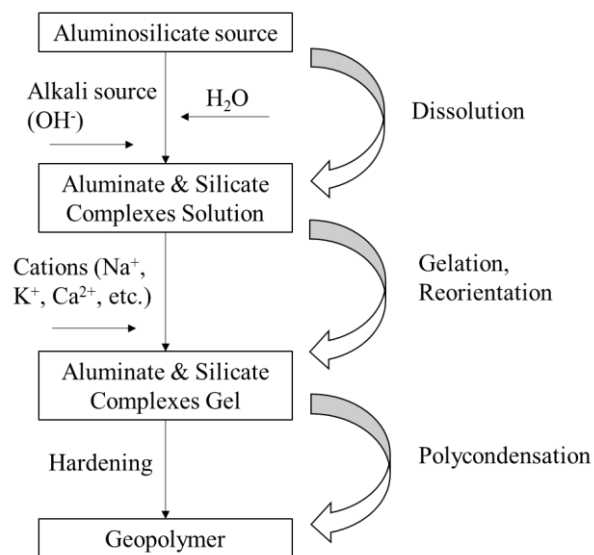 Aluminosilicate source
Alkali source
(OH⁻)
H₂O
Dissolution
Aluminate & Silicate
Complexes Solution
Cations (Na⁺,
K⁺, Ca²⁺, etc.)
Gelation,
Reorientation
Aluminate & Silicate
Complexes Gel
Hardening
Polycondensation
Geopolymer